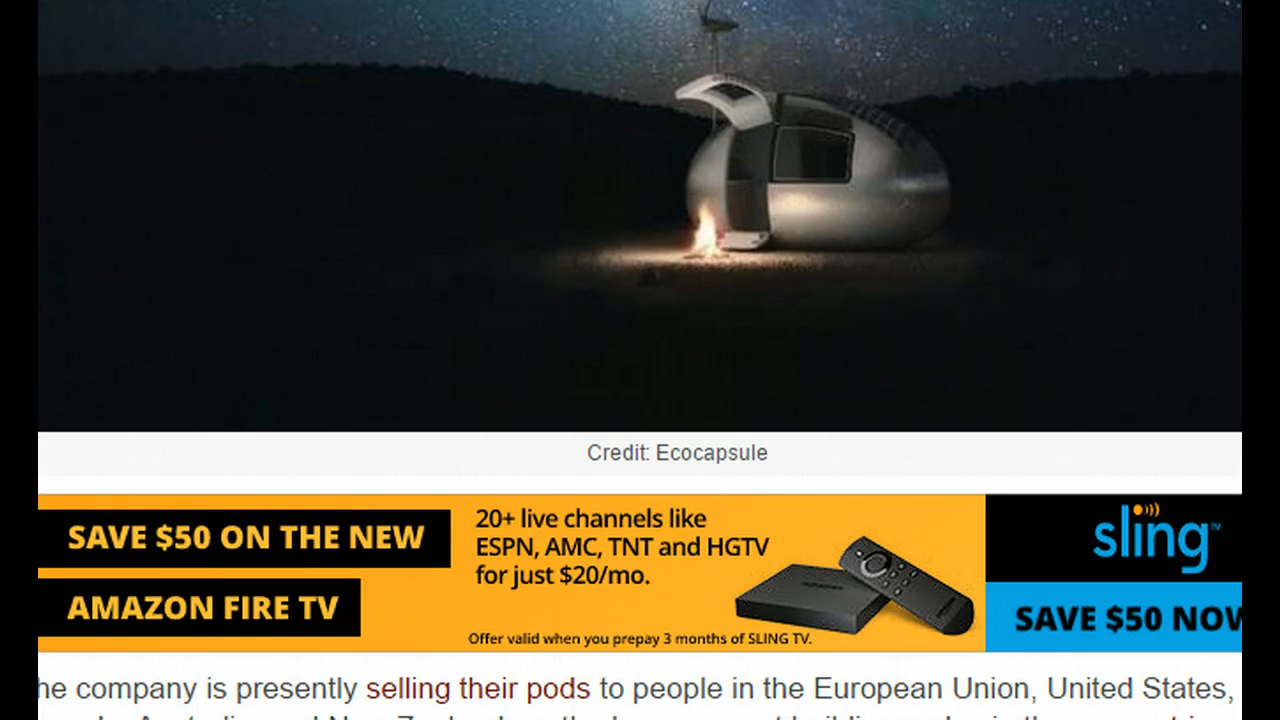 Credit: Ecocapsule
SAVE $50 ON THE NEW
AMAZON FIRE TV
20+ live channels like
ESPN, AMC, TNT and HGTV
for just $20/mo.
Offer valid when you prepay 3 months of SLING TV.
sling™
SAVE $50 NOW
he company is presently selling their pods to people in the European Union, United States,